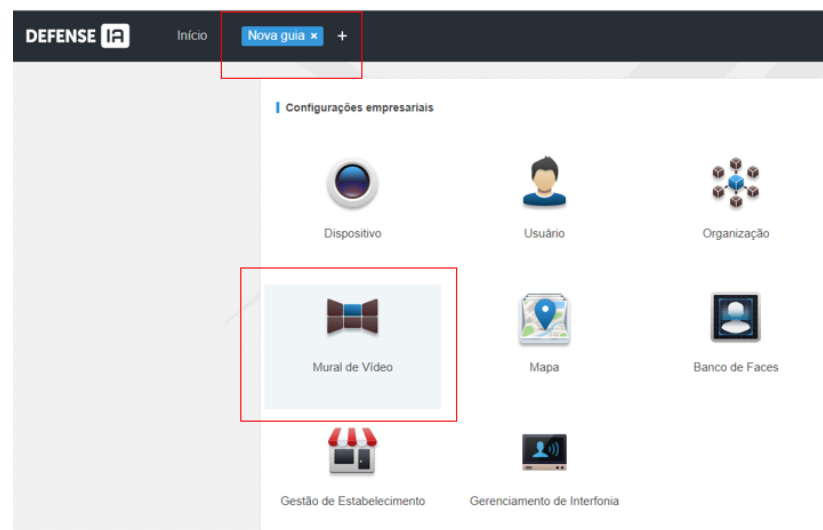 DEFENSE IA Início Nova guia × +
Configurações empresariais
Dispositivo Usuário Organização
Mural de Vídeo Mapa Banco de Faces
Gestão de Estabelecimento Gerenciamento de Interfonia